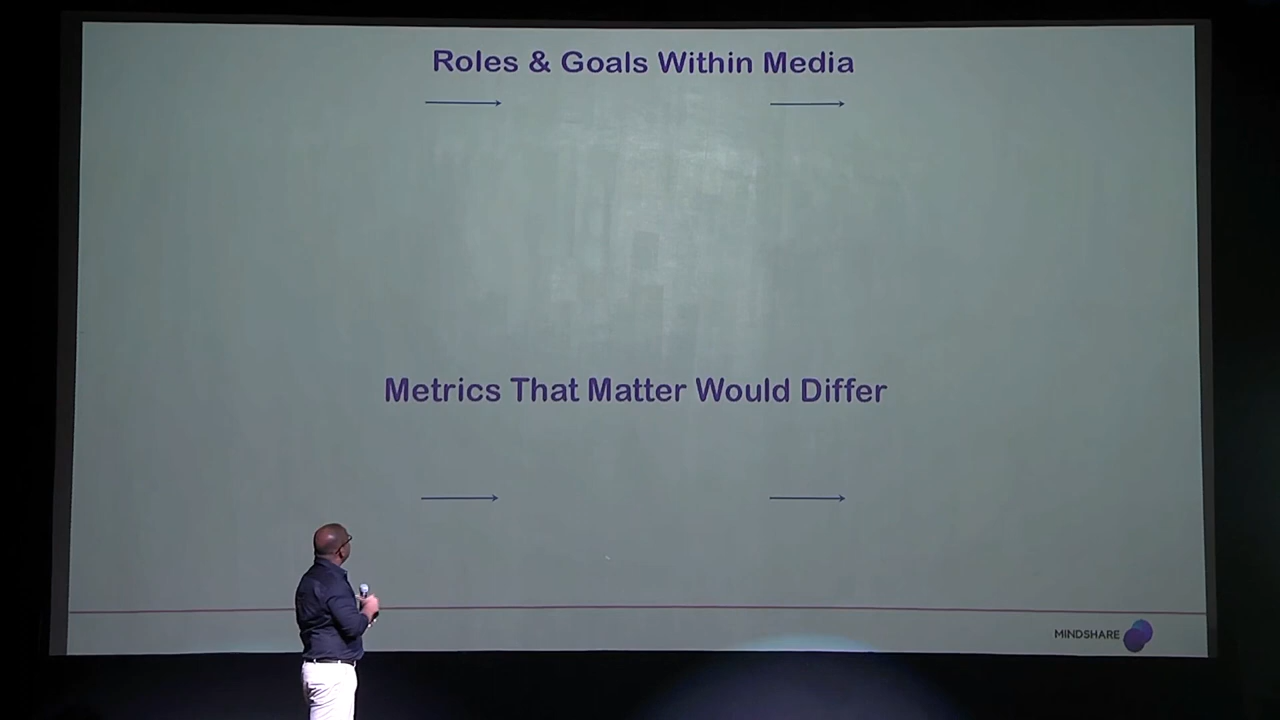 Roles & Goals Within Media
Metrics That Matter Would Differ
MINDSHARE